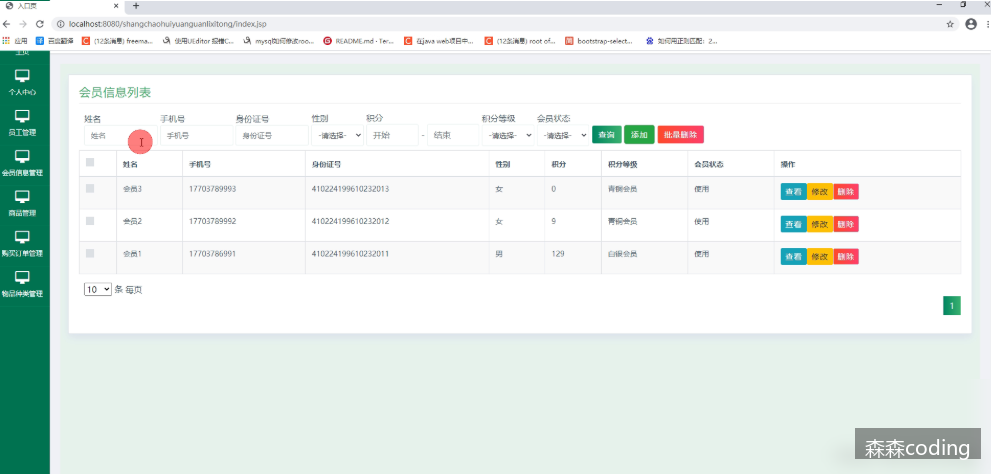 入口页
localhost:8080/shangchaohuiyuanguanlixitong/index.jsp
应用 百度翻译 (12条消息) freema... 使用UEditor 报错C... mysql如何修改roo... README.md · Ter... 在java web项目中... (12条消息) root of... bootstrap-select... 如何用正则匹配：2...
主页
个人中心
员工管理
会员信息管理
商品管理
购买订单管理
物品种类管理
会员信息列表
姓名 手机号 身份证号 性别 积分 积分等级 会员状态
姓名 手机号 身份证号 -请选择- 开始 - 结束 -请选择- -请选择- 查询 添加 批量删除
姓名 手机号 身份证号 性别 积分 积分等级 会员状态 操作
会员3 17703789993 410224199610232013 女 0 青铜会员 使用 查看 修改 删除
会员2 17703789992 410224199610232012 女 9 青铜会员 使用 查看 修改 删除
会员1 17703786991 410224199610232011 男 129 白银会员 使用 查看 修改 删除
10 条 每页
1
森森coding